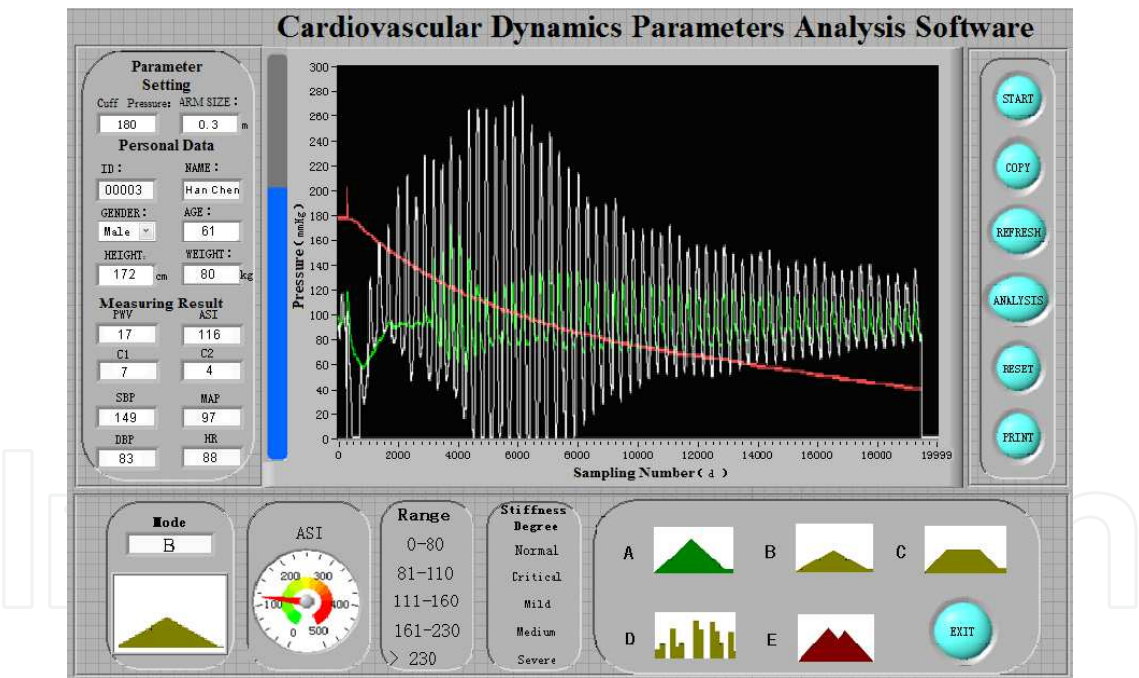 Cardiovascular Dynamics Parameters Analysis Software
Parameter
Setting
Cuff Pressure: ARM SIZE:
180 0.3 m
Personal Data
ID: NAME:
00003 Han Chen
GENDER: AGE:
Male 61
HEIGHT: WEIGHT:
172 cm 80 kg
Measuring Result
PWV ASI
17 116
C1 C2
7 4
SBP MAP
149 97
DBP HR
83 88
Pressure(mmHg)
300
280
260
240
220
200
180
160
140
120
100
80
60
40
20
0
0 2000 4000 6000 8000 10000 12000 14000 16000 18000 19999
Sampling Number(d)
START
COPY
REFRESH
ANALYSIS
RESET
PRINT
Mode
B
ASI
200 300
100 400
0 500
Range
0-80
81-110
111-160
161-230
> 230
Stiffness
Degree
Normal
Critical
Mild
Medium
Severe
A B C
D E
EXIT